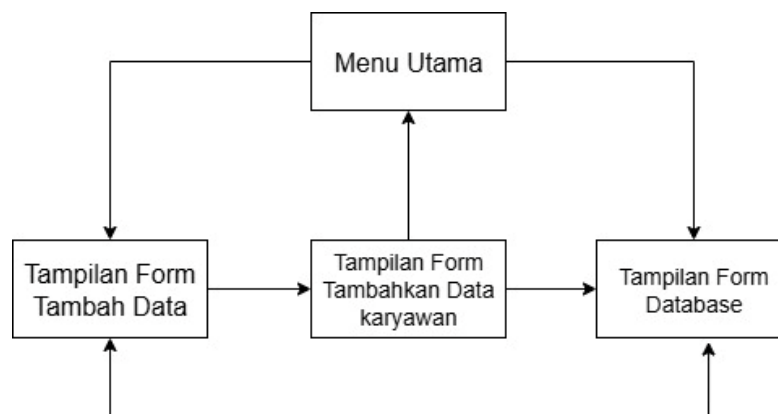 Menu Utama
Tampilan Form
Tambah Data
Tampilan Form
Tambahkan Data
karyawan
Tampilan Form
Database